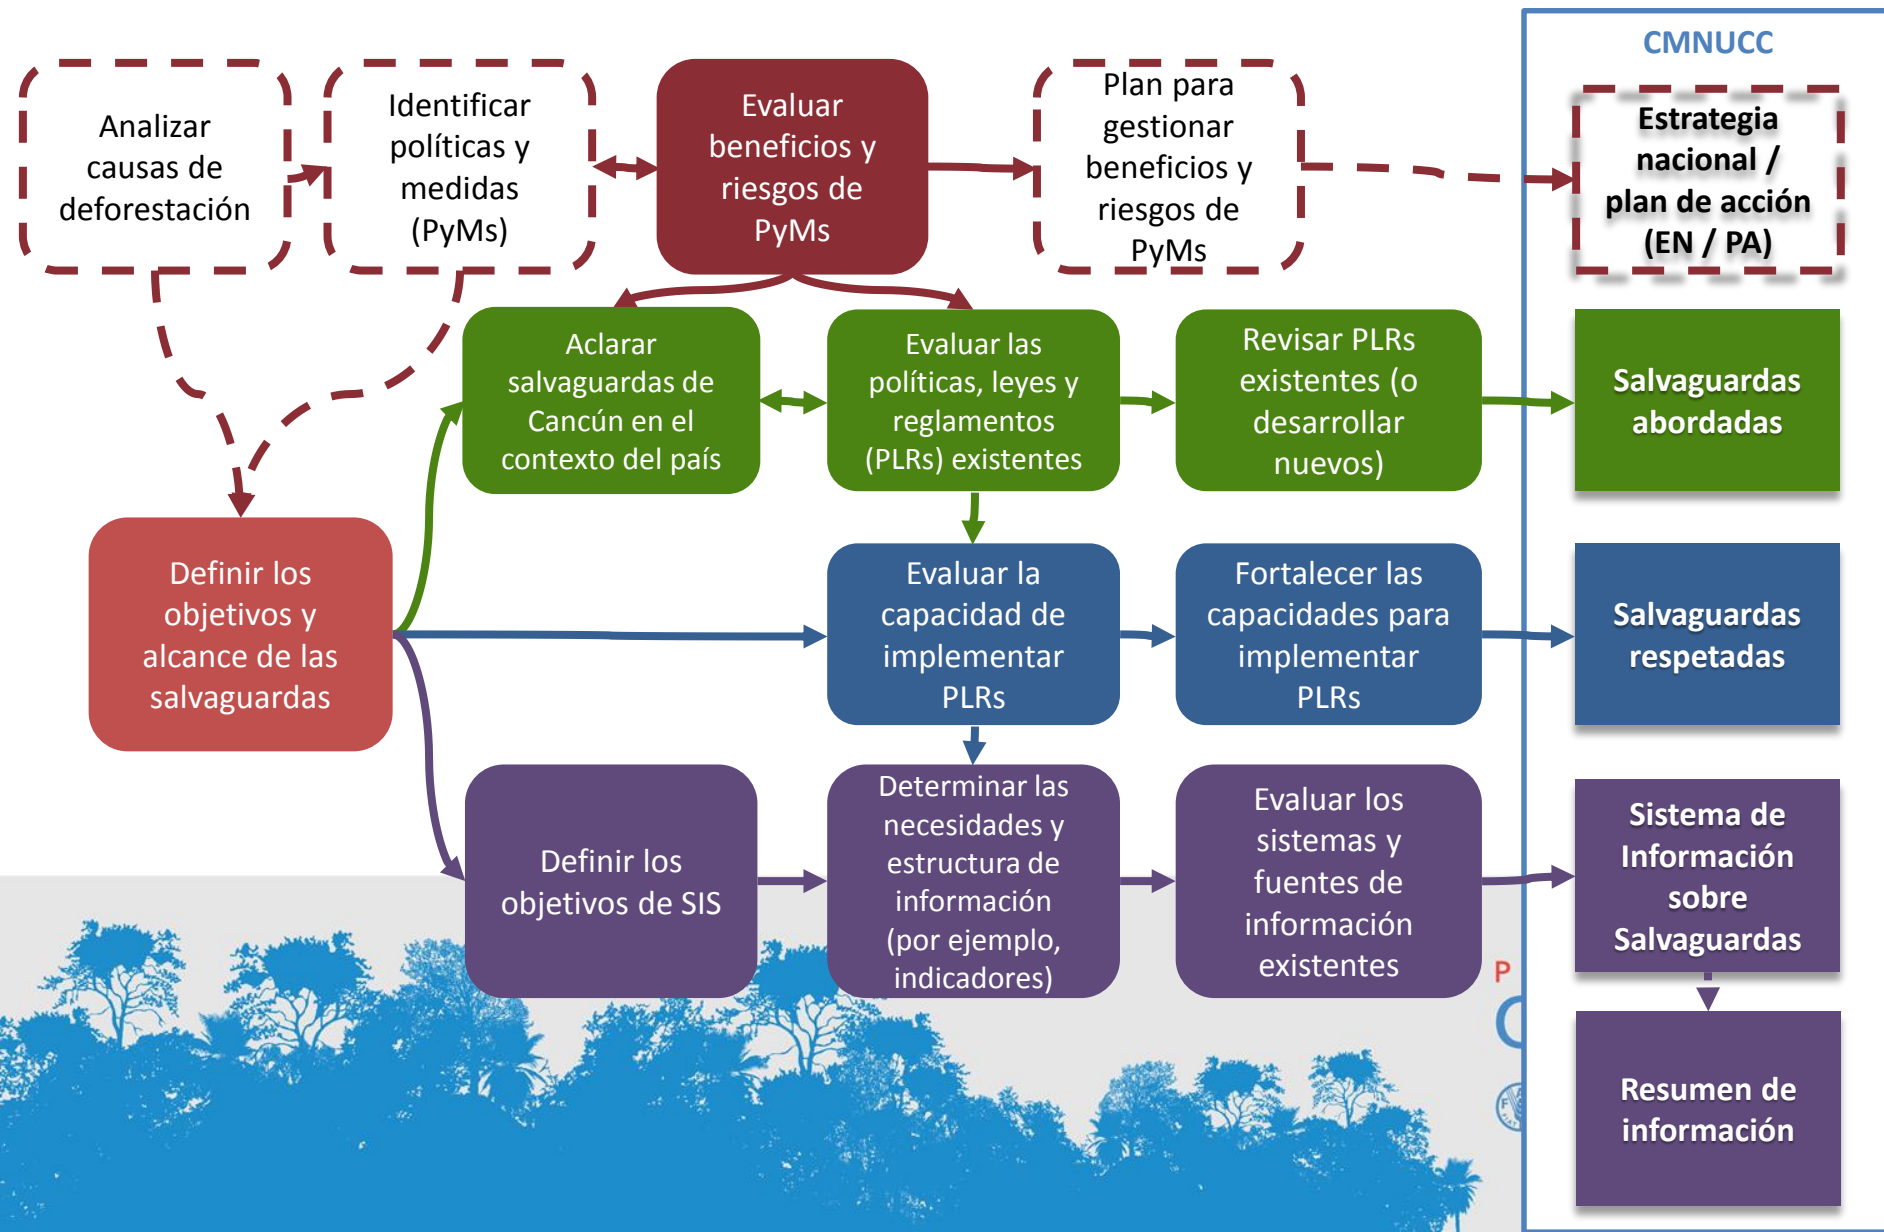 CMNUCC
Analizar
causas de
deforestación
Identificar
políticas y
medidas
(PyMs)
Evaluar
beneficios y
riesgos de
PyMs
Plan para
gestionar
beneficios y
riesgos de
PyMs
Estrategia
nacional /
plan de acción
(EN / PA)
Aclarar
salvaguardas de
Cancún en el
contexto del país
Evaluar las
políticas, leyes y
reglamentos
(PLRs) existentes
Revisar PLRs
existentes (o
desarrollar
nuevos)
Salvaguardas
abordadas
Definir los
objetivos y
alcance de las
salvaguardas
Evaluar la
capacidad de
implementar
PLRs
Fortalecer las
capacidades para
implementar
PLRs
Salvaguardas
respetadas
Definir los
objetivos de SIS
Determinar las
necesidades y
estructura de
información
(por ejemplo,
indicadores)
Evaluar los
sistemas y
fuentes de
información
existentes
Sistema de
Información
sobre
Salvaguardas
P
Resumen de
información